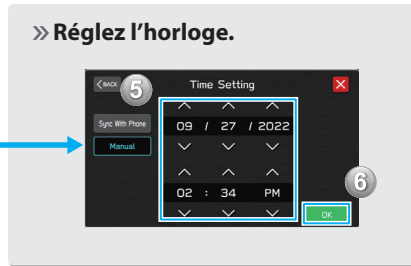 » Réglez l'horloge.
< BACK
5
Time Setting
Sync With Phone
Manual
09 / 27 / 2022
02 : 34 PM
6
OK